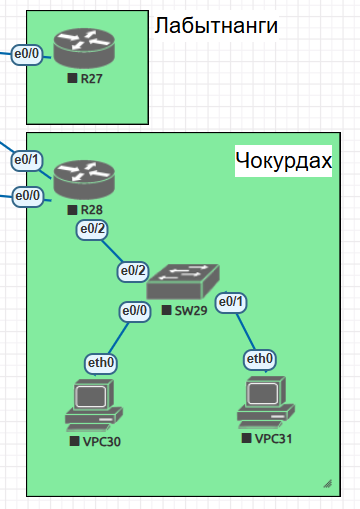 Лабытнанги
e0/0
R27
Чокурдах
e0/1
e0/0
R28
e0/2
e0/2
SW29
e0/0
e0/1
eth0
eth0
VPC30
VPC31